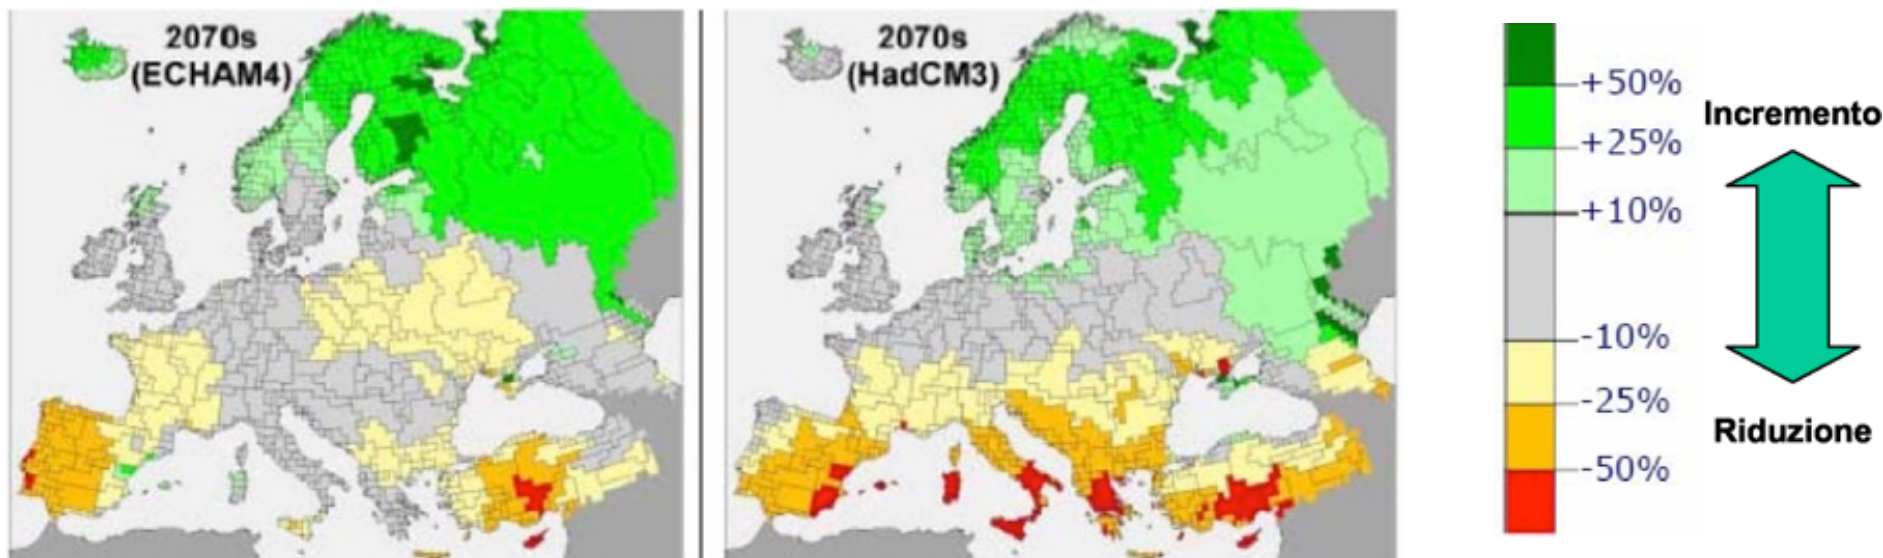 2070s
(ECHAM4)
2070s
(HadCM3)
+50%
+25%
+10%
-10%
-25%
-50%
Incremento
Riduzione